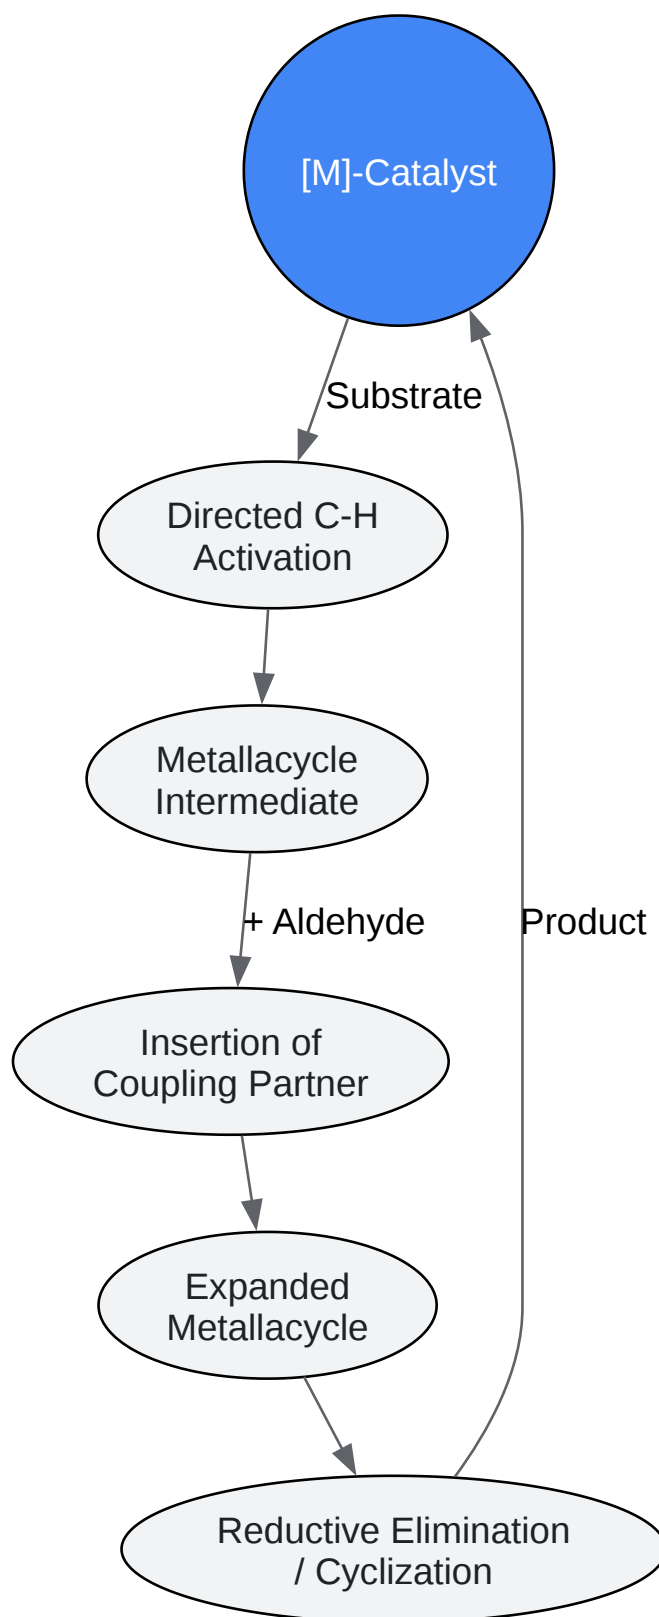 [M]-Catalyst
Substrate
Directed C-H
Activation
Metallacycle
Intermediate
+ Aldehyde
Product
Insertion of
Coupling Partner
Expanded
Metallacycle
Reductive Elimination
/ Cyclization